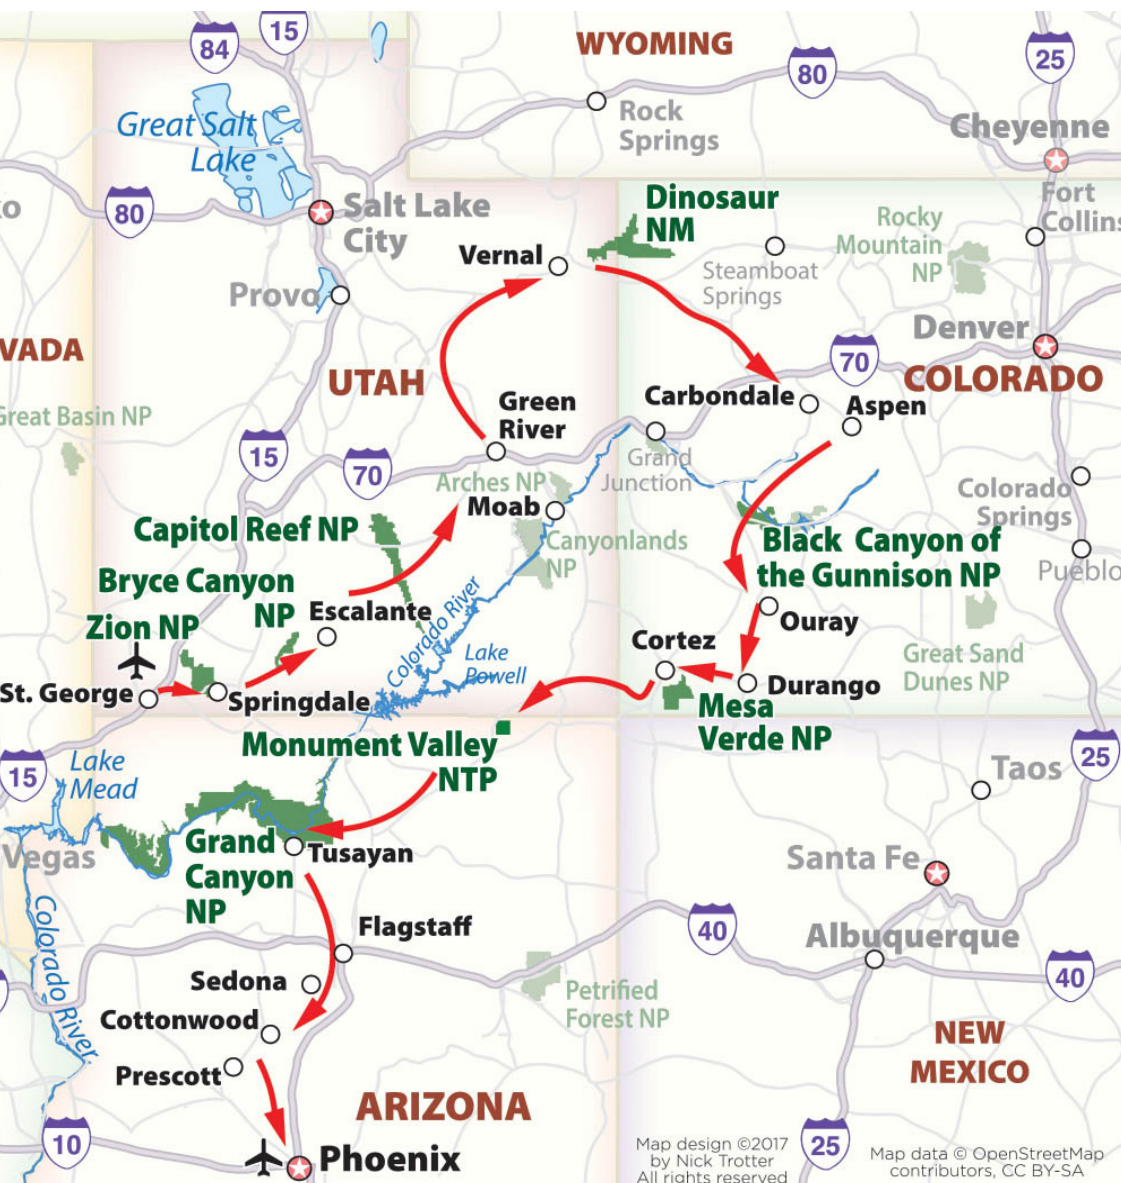 84
15
WYOMING
80
25
Rock
Springs
Cheyenne
Great Salt
Lake
80
Salt Lake
City
Dinosaur
NM
Fort
Collins
Rocky
Mountain
NP
Vernal
Steamboat
Springs
Provo
Denver
VADA
UTAH
70
COLORADO
Green
River
Carbondale
Aspen
Great Basin NP
15
70
Grand
Junction
Arches NP
Moab
Colorado
Springs
Capitol Reef NP
Canyonlands
NP
Black Canyon of
the Gunnison NP
Pueblo
Bryce Canyon
NP
Escalante
Colorado River
Zion NP
Ouray
Cortez
Lake
Powell
Great Sand
Dunes NP
St. George
Springdale
Durango
Mesa
Verde NP
Monument Valley
NTP
15
Lake
Mead
25
Taos
Vegas
Grand
Canyon
NP
Tusayan
Santa Fe
Colorado River
Flagstaff
40
Albuquerque
40
Sedona
Petrified
Forest NP
Cottonwood
Prescott
NEW
MEXICO
ARIZONA
10
Phoenix
25
Map design ©2017
by Nick Trotter
All rights reserved
Map data © OpenStreetMap
contributors, CC BY-SA